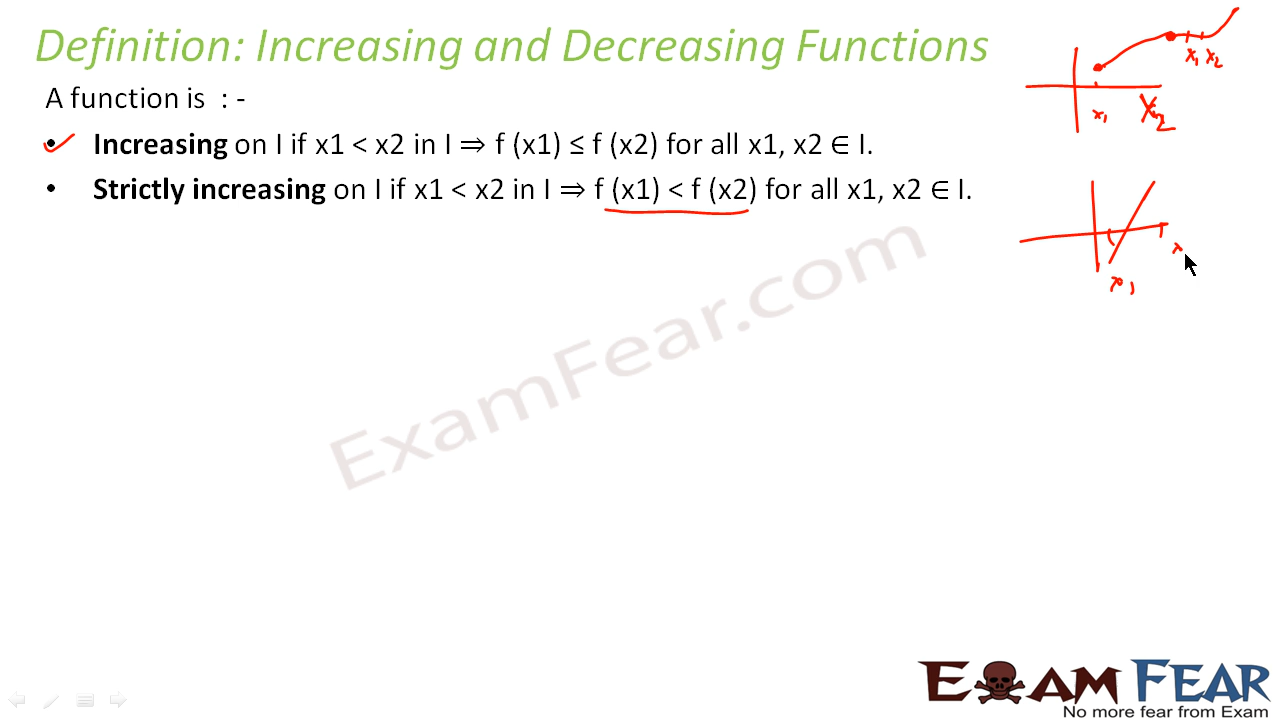 Definition: Increasing and Decreasing Functions
A function is : -
• Increasing on I if x1 < x2 in I ⇒ f (x1) ≤ f (x2) for all x1, x2 ∈ I.
• Strictly increasing on I if x1 < x2 in I ⇒ f (x1) < f (x2) for all x1, x2 ∈ I.
x1 x2
x1 x2
x1
x
ExamFear.com
EXAM FEAR
No more fear from Exam